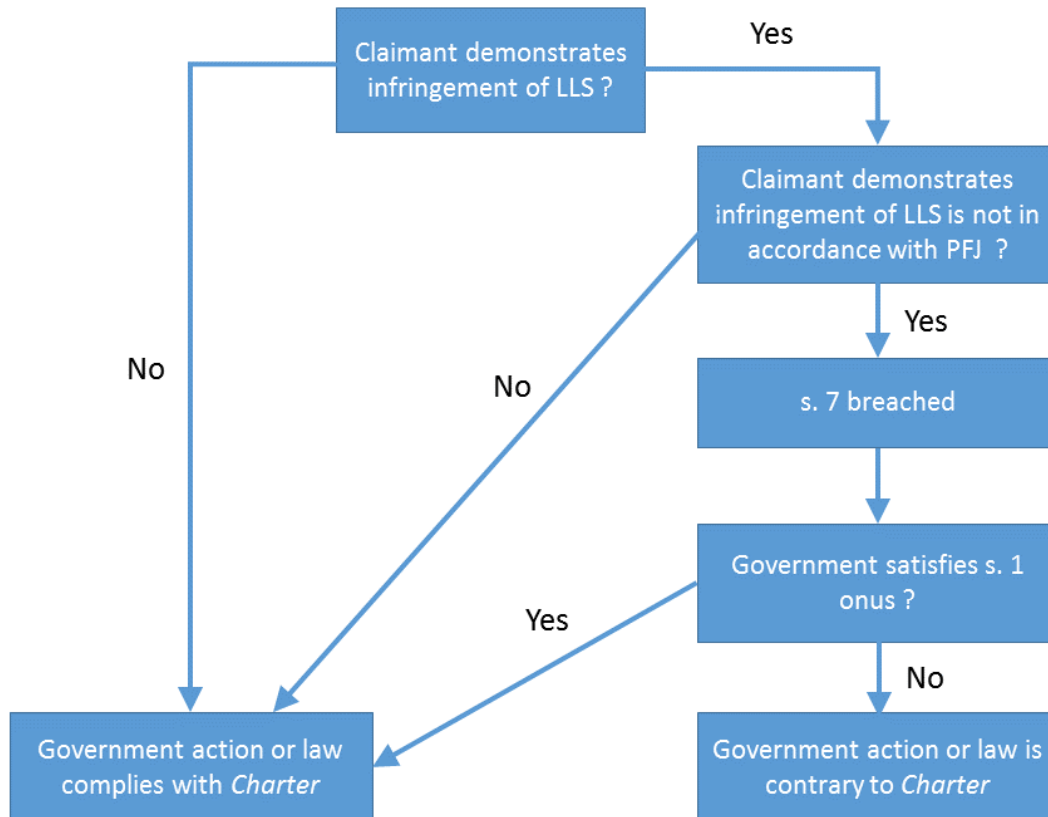 Claimant demonstrates
infringement of LLS ?
Yes
Claimant demonstrates
infringement of LLS is not in
accordance with PFJ  ?
Yes
No
No
s. 7 breached
Government satisfies s. 1
onus ?
Yes
No
Government action or law
complies with Charter
Government action or law is
contrary to Charter